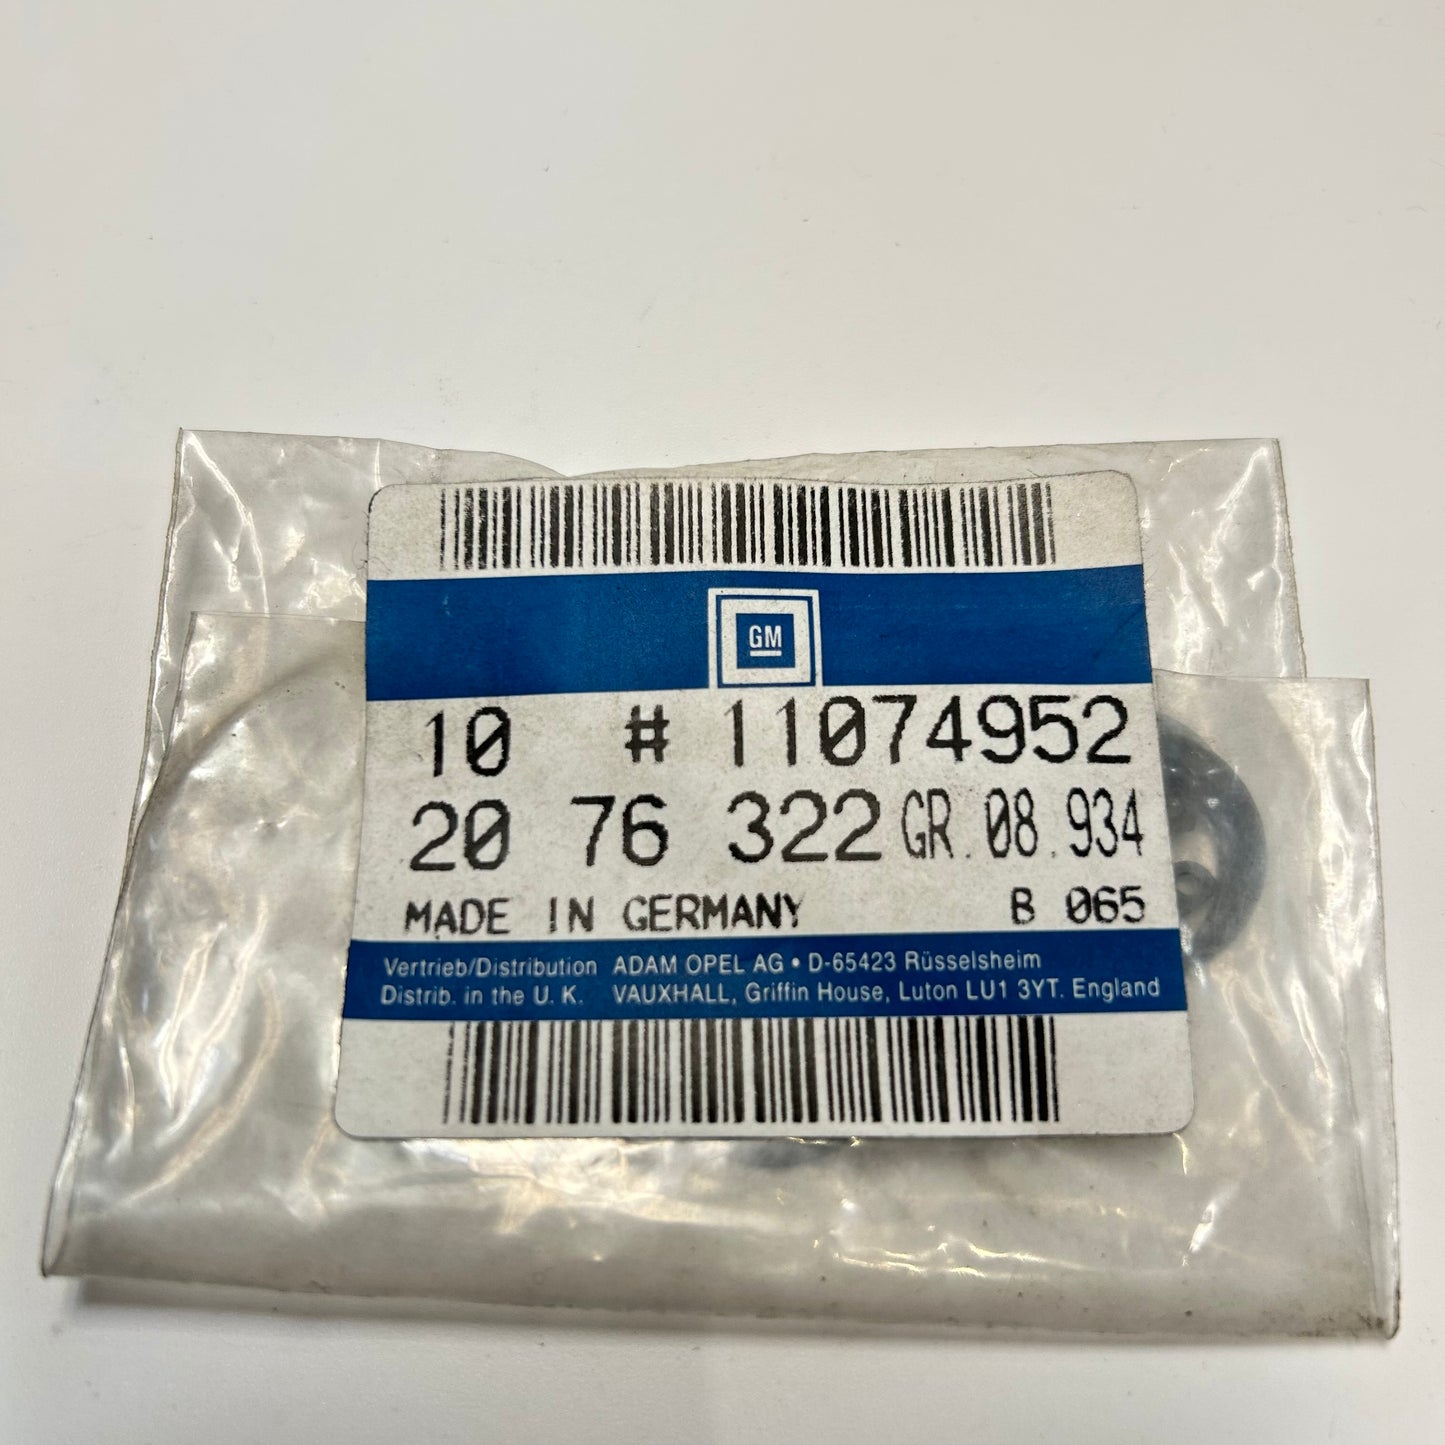 GM
10 # 11074952
20 76 322 GR. 08.934
MADE IN GERMANY B 065
Vertrieb/Distribution ADAM OPEL AG • D-65423 Rüsselsheim
Distrib. in the U. K. VAUXHALL, Griffin House, Luton LU1 3YT. England